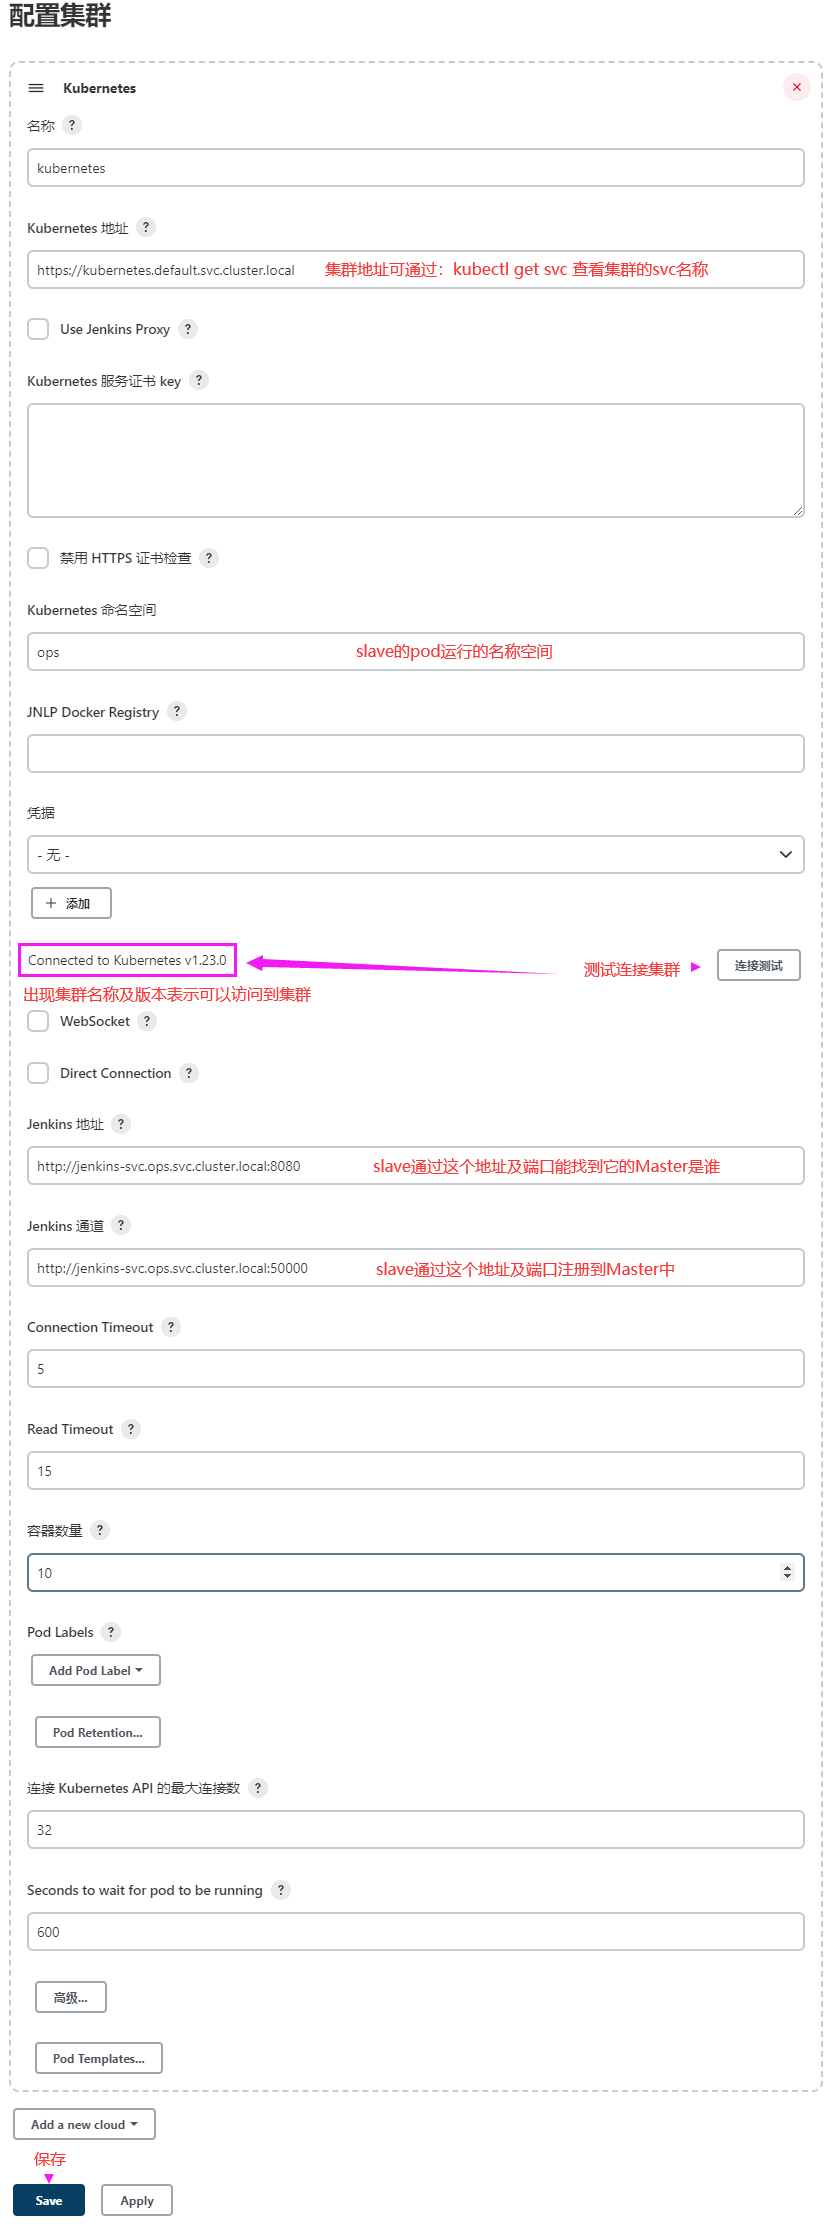 配置集群
Kubernetes
名称 ?
kubernetes
Kubernetes 地址 ?
https://kubernetes.default.svc.cluster.local 集群地址可通过：kubectl get svc 查看集群的svc名称
Use Jenkins Proxy ?
Kubernetes 服务证书 key ?
禁用 HTTPS 证书检查 ?
Kubernetes 命名空间
ops slave的pod运行的名称空间
JNLP Docker Registry ?
凭据
- 无 -
+ 添加
Connected to Kubernetes v1.23.0 测试连接集群 连接测试
出现集群名称及版本表示可以访问到集群
WebSocket ?
Direct Connection ?
Jenkins 地址 ?
http://jenkins-svc.ops.svc.cluster.local:8080 slave通过这个地址及端口能找到它的Master是谁
Jenkins 通道 ?
http://jenkins-svc.ops.svc.cluster.local:50000 slave通过这个地址及端口注册到Master中
Connection Timeout ?
5
Read Timeout ?
15
容器数量 ?
10
Pod Labels ?
Add Pod Label
Pod Retention...
连接 Kubernetes API 的最大连接数 ?
32
Seconds to wait for pod to be running ?
600
高级...
Pod Templates...
Add a new cloud
保存
Save Apply